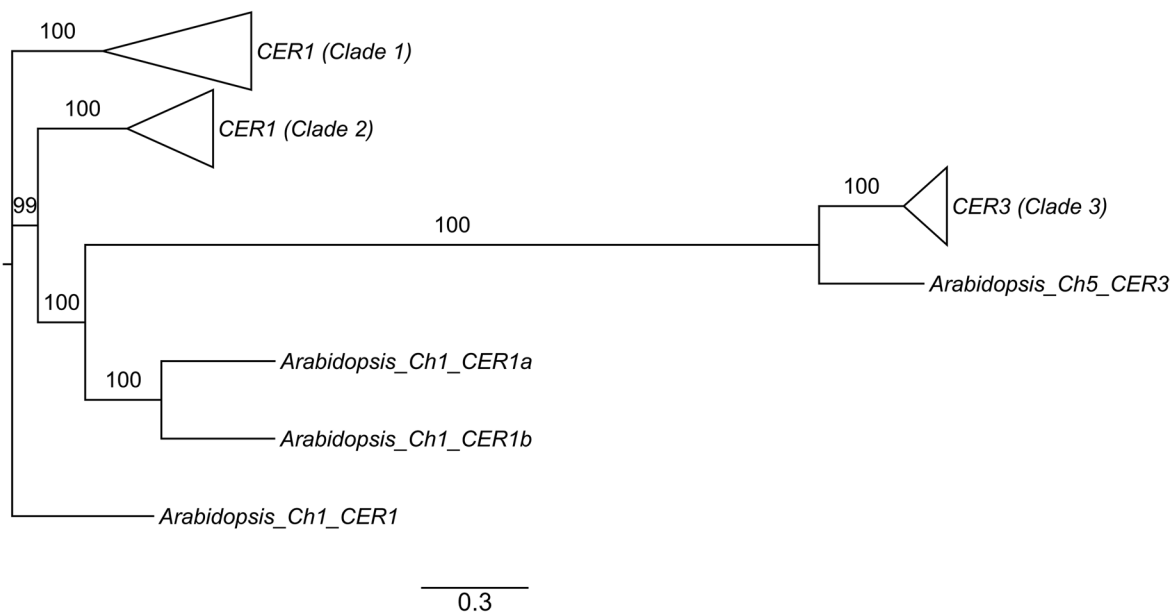 100
CER1 (Clade 1)
100
CER1 (Clade 2)
99
100
CER3 (Clade 3)
100
Arabidopsis_Ch5_CER3
100
Arabidopsis_Ch1_CER1a
100
Arabidopsis_Ch1_CER1b
Arabidopsis_Ch1_CER1
0.3